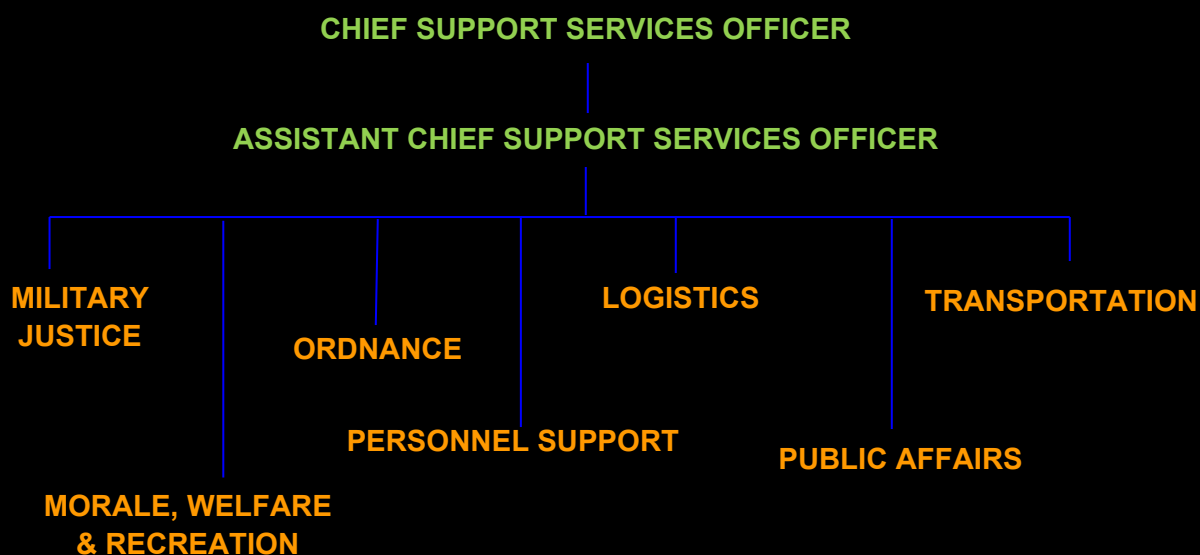 CHIEF SUPPORT SERVICES OFFICER
ASSISTANT CHIEF SUPPORT SERVICES OFFICER
MILITARY
JUSTICE
LOGISTICS
TRANSPORTATION
ORDNANCE
PERSONNEL SUPPORT
PUBLIC AFFAIRS
MORALE, WELFARE
& RECREATION